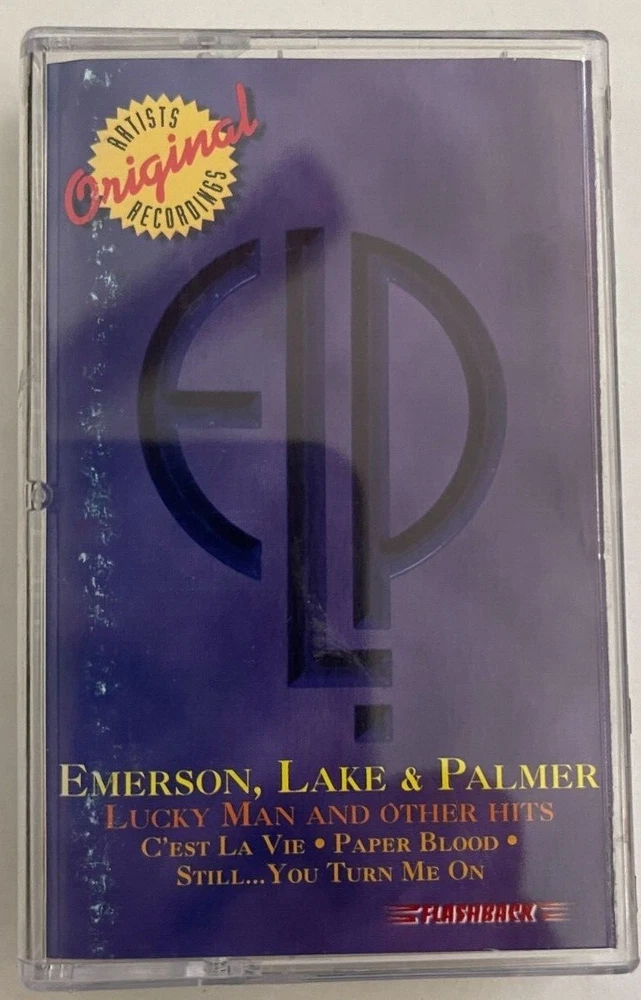 ARTISTS
Original
RECORDINGS
ELP
EMERSON, LAKE & PALMER
LUCKY MAN AND OTHER HITS
C'EST LA VIE • PAPER BLOOD •
STILL...YOU TURN ME ON
FLASHBACK